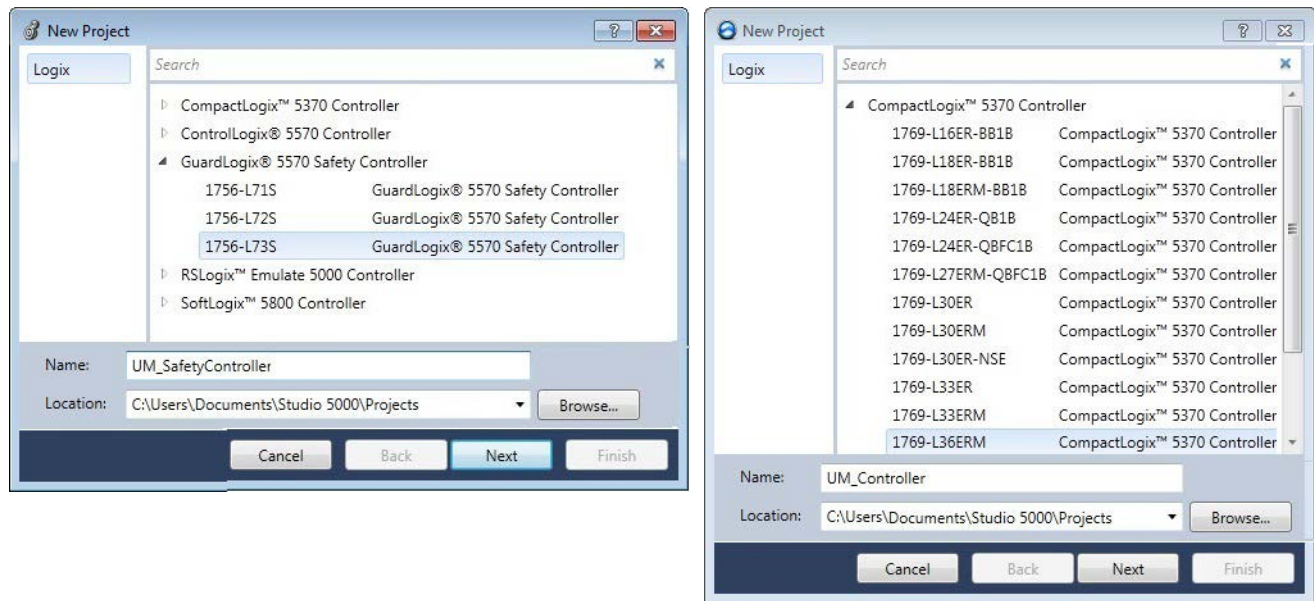 New Project
Logix
Search
CompactLogix™ 5370 Controller
ControlLogix® 5570 Controller
GuardLogix® 5570 Safety Controller
1756-L71S GuardLogix® 5570 Safety Controller
1756-L72S GuardLogix® 5570 Safety Controller
1756-L73S GuardLogix® 5570 Safety Controller
RSLogix™ Emulate 5000 Controller
SoftLogix™ 5800 Controller
Name: UM_SafetyController
Location: C:\Users\Documents\Studio 5000\Projects Browse...
Cancel Back Next Finish
New Project
Logix
Search
CompactLogix™ 5370 Controller
1769-L16ER-BB1B CompactLogix™ 5370 Controller
1769-L18ER-BB1B CompactLogix™ 5370 Controller
1769-L18ERM-BB1B CompactLogix™ 5370 Controller
1769-L24ER-QB1B CompactLogix™ 5370 Controller
1769-L24ER-QBFC1B CompactLogix™ 5370 Controller
1769-L27ERM-QBFC1B CompactLogix™ 5370 Controller
1769-L30ER CompactLogix™ 5370 Controller
1769-L30ERM CompactLogix™ 5370 Controller
1769-L30ER-NSE CompactLogix™ 5370 Controller
1769-L33ER CompactLogix™ 5370 Controller
1769-L33ERM CompactLogix™ 5370 Controller
1769-L36ERM CompactLogix™ 5370 Controller
Name: UM_Controller
Location: C:\Users\Documents\Studio 5000\Projects Browse...
Cancel Back Next Finish